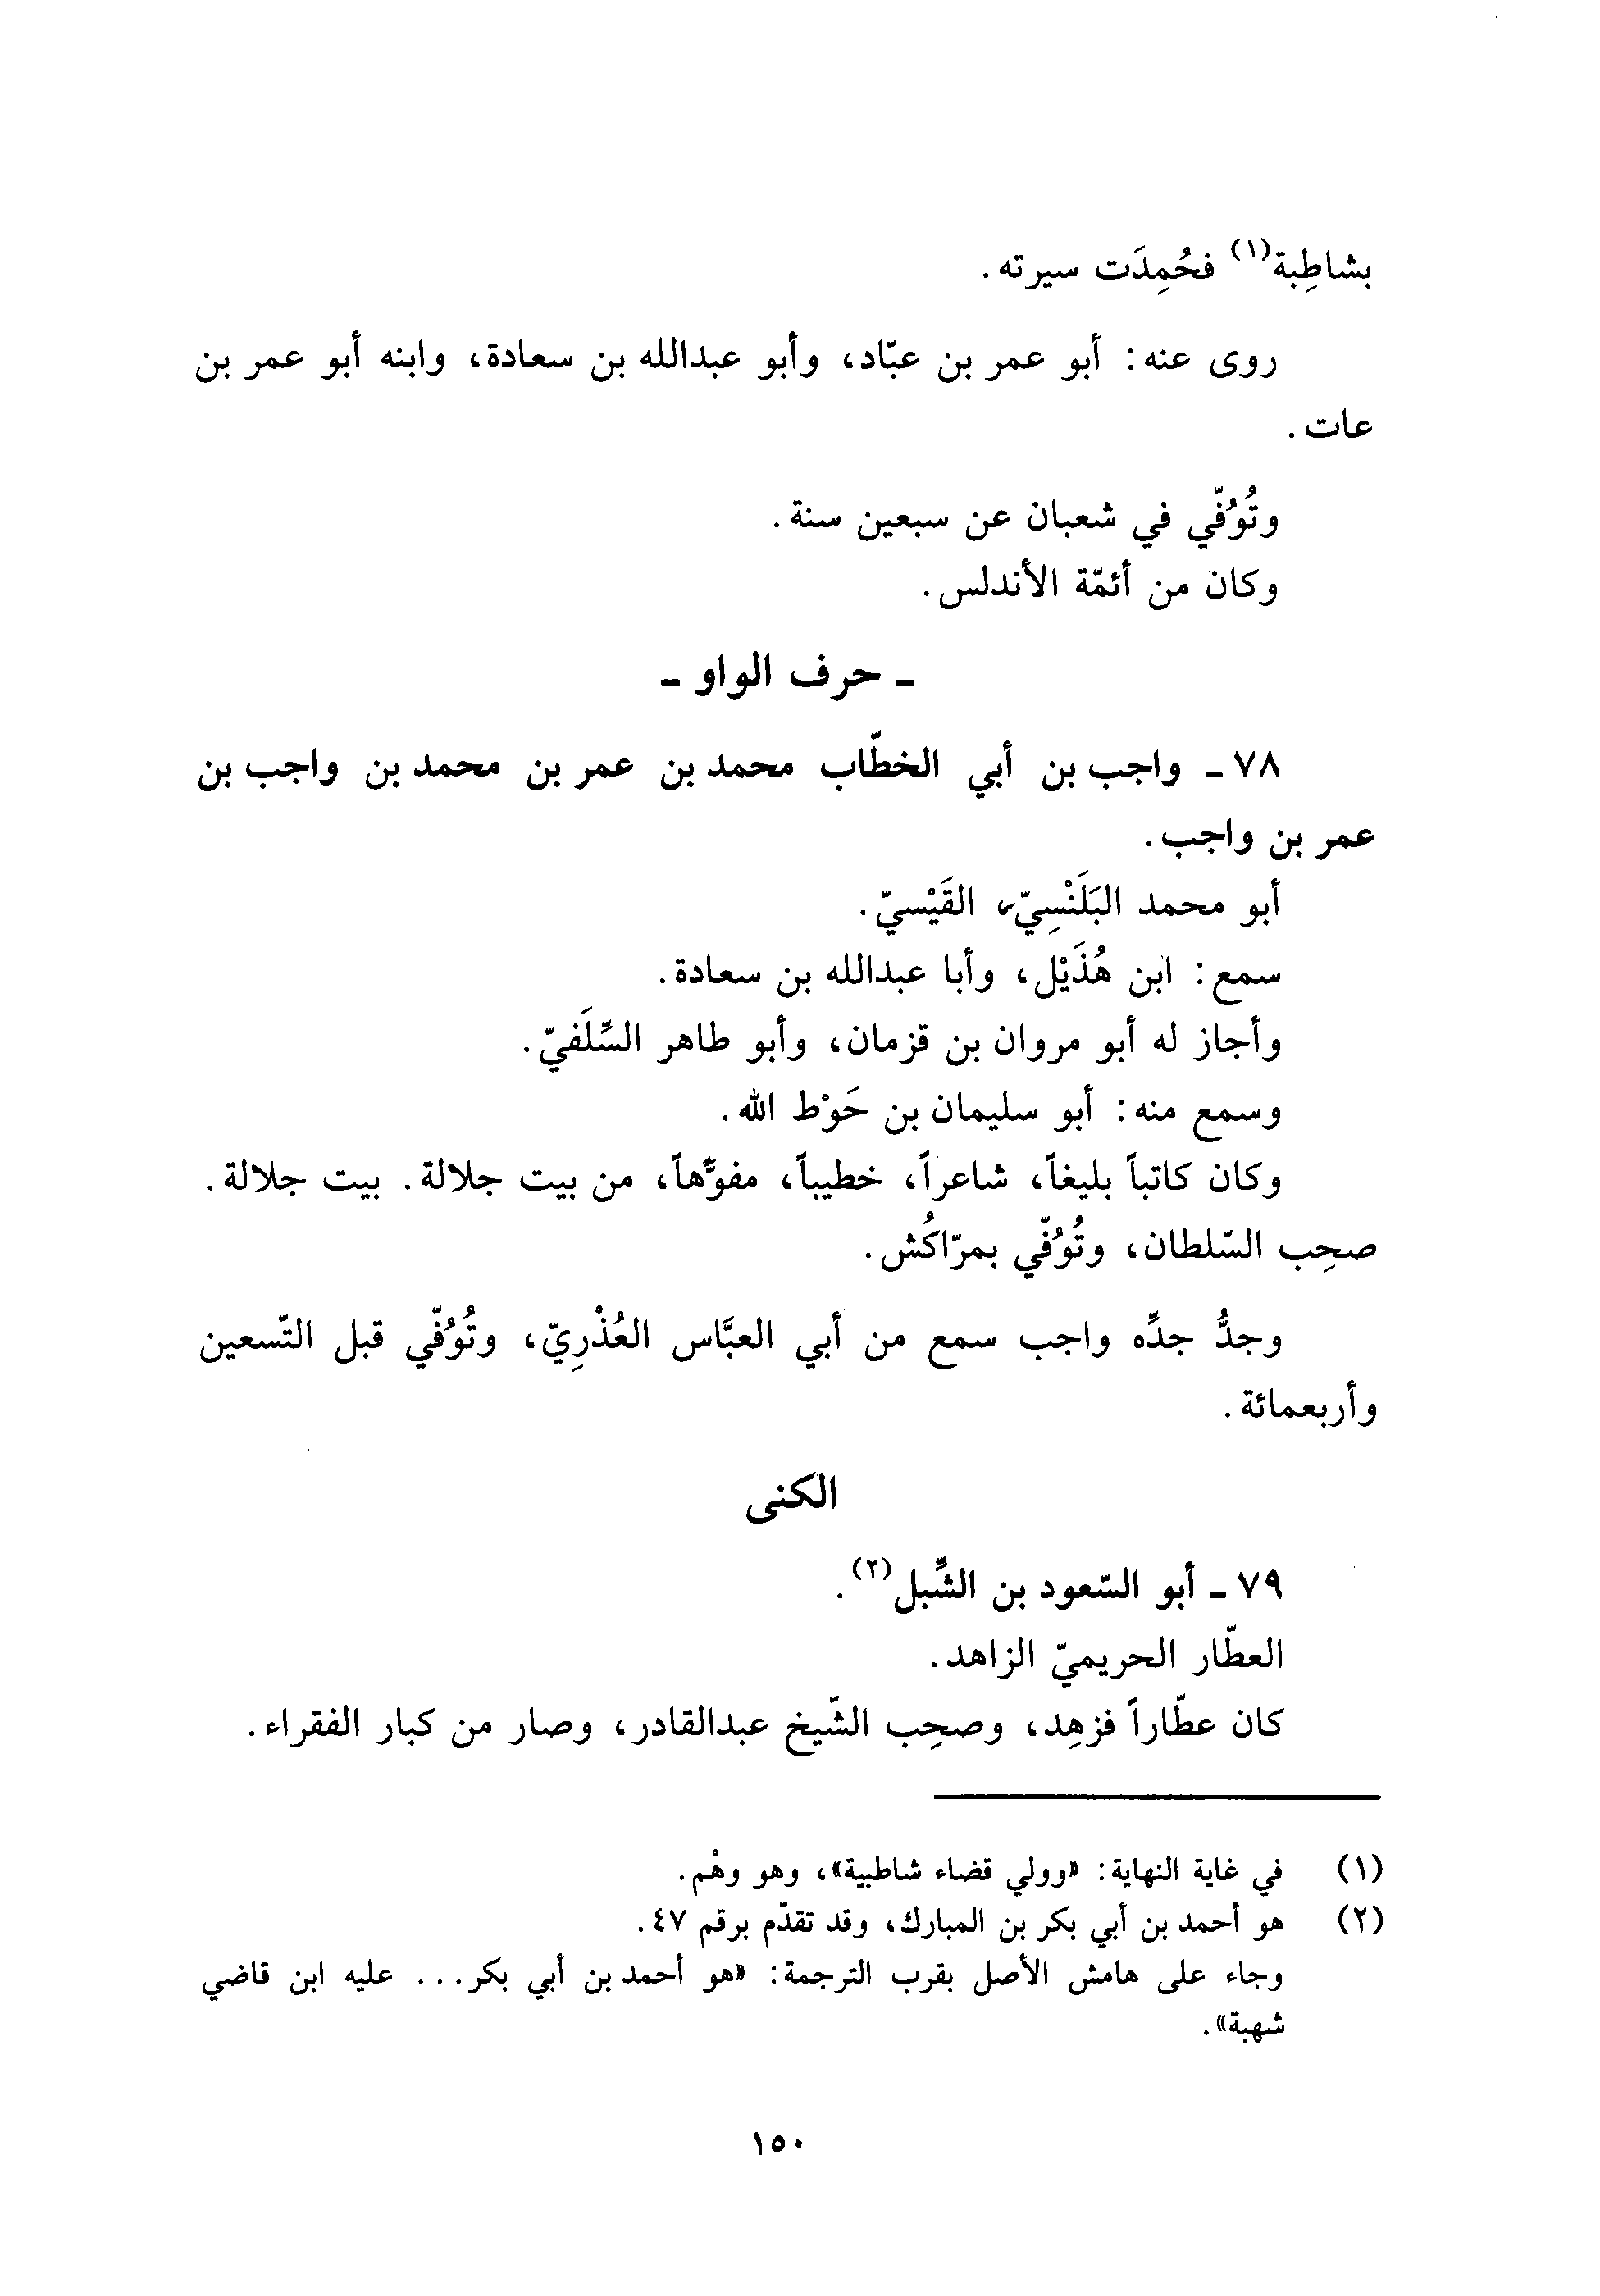 بشاطِبة(١) فحُمِدَت سيرته.
روى عنه: أبو عمر بن عبّاد، وأبو عبدالله بن سعادة، وابنه أبو عمر بن
عات.
وتُوُفّي في شعبان عن سبعين سنة.
وكان من أئمّة الأندلس.
ـ حرف الواو ـ
٧٨ ـ واجب بن أبي الخطّاب محمد بن عمر بن محمد بن واجب بن
عمر بن واجب.
أبو محمد البَلَنْسِيّ، القَيْسيّ.
سمع: ابن هُذَيْل، وأبا عبدالله بن سعادة.
وأجاز له أبو مروان بن قزمان، وأبو طاهر السِّلَفيّ.
وسمع منه: أبو سليمان بن حَوْط الله.
وكان كاتباً بليغاً، شاعراً، خطيباً، مفوَّهاً، من بيت جلالة. بيت جلالة.
صحِب السّلطان، وتُوُفّي بمرّاكُش.
وجدُّ جدِّه واجب سمع من أبي العبَّاس العُذْرِيّ، وتُوُفّي قبل التّسعين
وأربعمائة.
الكنى
٧٩ ـ أبو السّعود بن الشِّبل(٢).
العطّار الحريميّ الزاهد.
كان عطّاراً فزهِد، وصحِب الشّيخ عبدالقادر، وصار من كبار الفقراء.
(١) في غاية النهاية: «وولي قضاء شاطبية»، وهو وهْم.
(٢) هو أحمد بن أبي بكر بن المبارك، وقد تقدّم برقم ٤٧.
وجاء على هامش الأصل بقرب الترجمة: «هو أحمد بن أبي بكر... عليه ابن قاضي
شهبة».
١٥٠